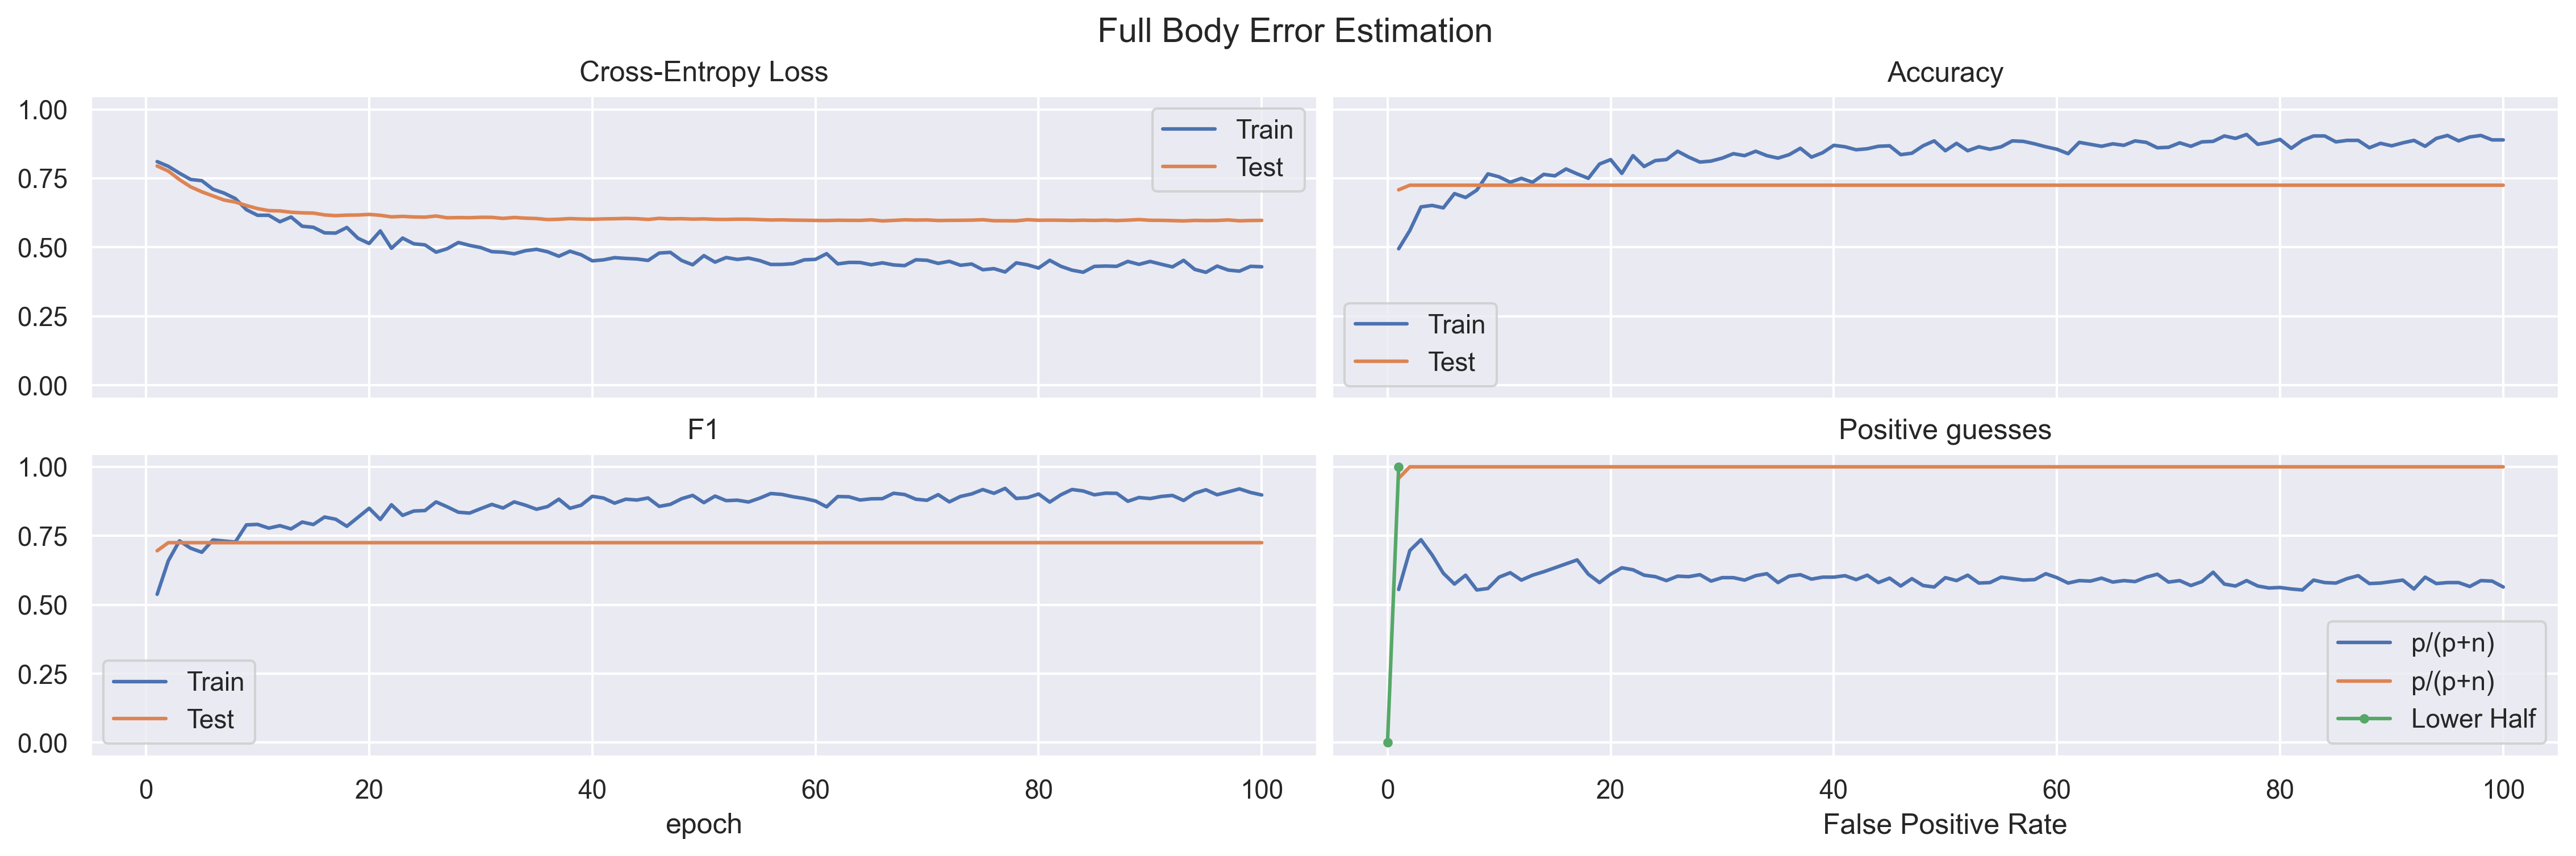 Full Body Error Estimation
Cross-Entropy Loss
1.00
0.75
0.50
0.25
0.00
Train
Test
Accuracy
Train
Test
F1
1.00
0.75
0.50
0.25
0.00
0
20
40
60
80
100
epoch
Train
Test
Positive guesses
p/(p+n)
p/(p+n)
Lower Half
0
20
40
60
80
100
False Positive Rate